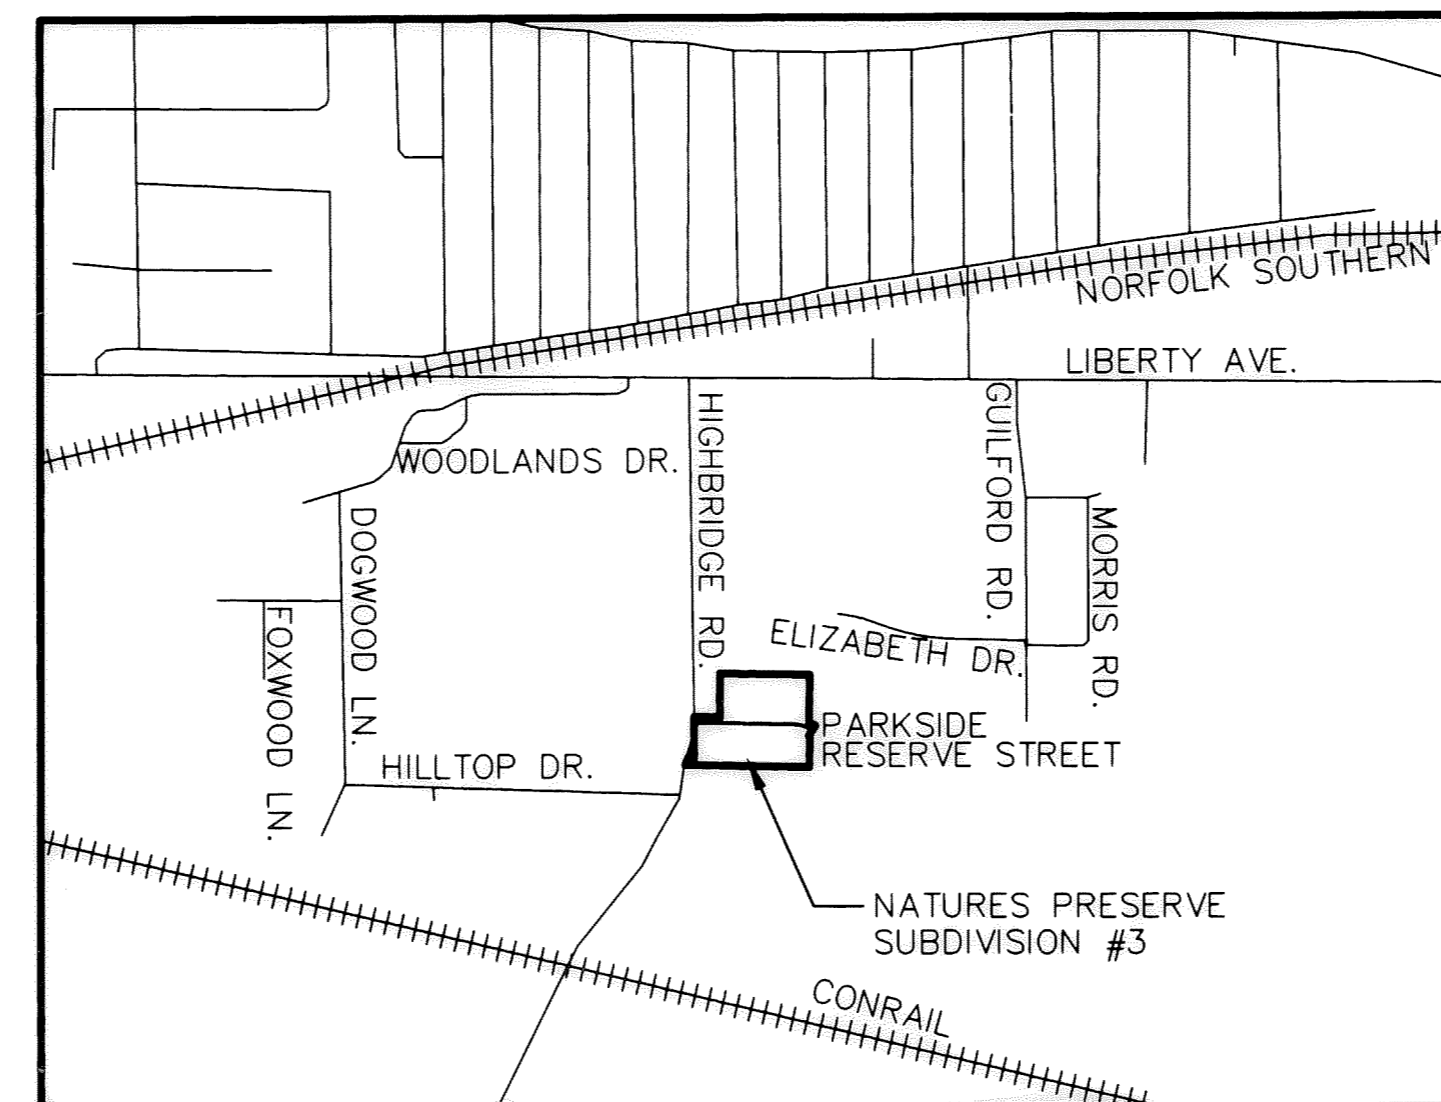 NORFOLK SOUTHERN
LIBERTY AVE.
WOODLANDS DR.
HIGHBRIDGE RD.
GUILFORD RD.
MORRIS RD.
DOGWOOD LN.
FOXWOOD LN.
ELIZABETH DR.
PARKSIDE
RESERVE STREET
HILLTOP DR.
NATURES PRESERVE
SUBDIVISION #3
CONRAIL